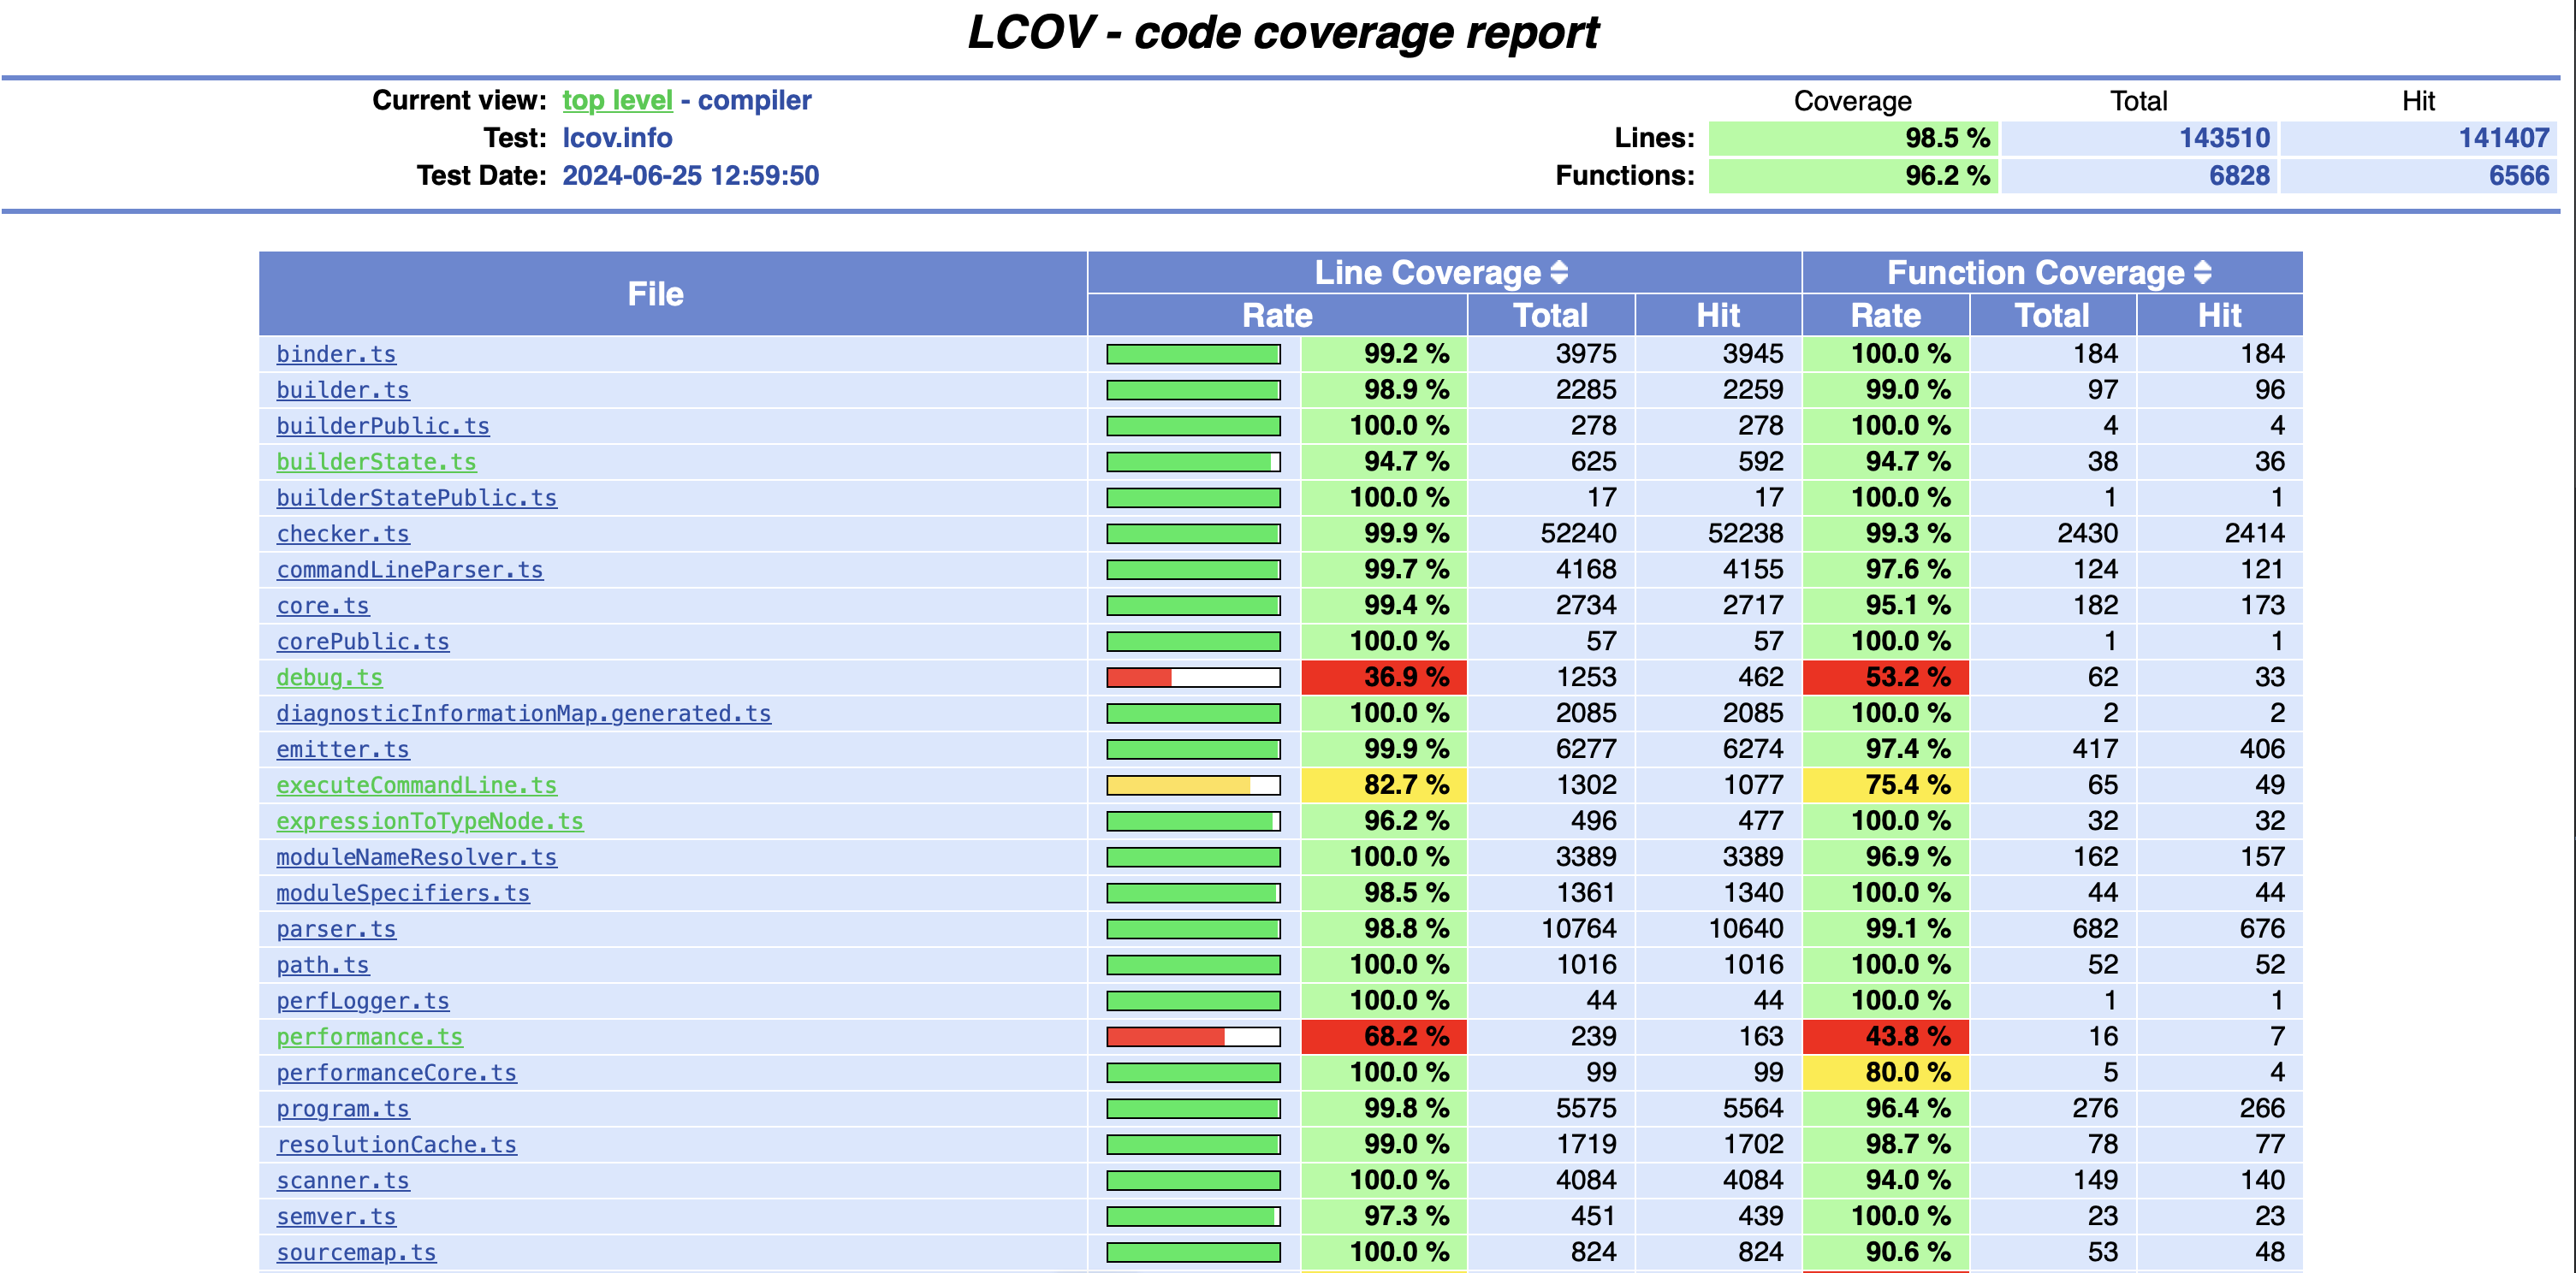 LCOV - code coverage report
Current view: top level - compiler Coverage Total Hit
Test: lcov.info Lines: 98.5 % 143510 141407
Test Date: 2024-06-25 12:59:50 Functions: 96.2 % 6828 6566
File Line Coverage Function Coverage
Rate Total Hit Rate Total Hit
binder.ts 99.2 % 3975 3945 100.0 % 184 184
builder.ts 98.9 % 2285 2259 99.0 % 97 96
builderPublic.ts 100.0 % 278 278 100.0 % 4 4
builderState.ts 94.7 % 625 592 94.7 % 38 36
builderStatePublic.ts 100.0 % 17 17 100.0 % 1 1
checker.ts 99.9 % 52240 52238 99.3 % 2430 2414
commandLineParser.ts 99.7 % 4168 4155 97.6 % 124 121
core.ts 99.4 % 2734 2717 95.1 % 182 173
corePublic.ts 100.0 % 57 57 100.0 % 1 1
debug.ts 36.9 % 1253 462 53.2 % 62 33
diagnosticInformationMap.generated.ts 100.0 % 2085 2085 100.0 % 2 2
emitter.ts 99.9 % 6277 6274 97.4 % 417 406
executeCommandLine.ts 82.7 % 1302 1077 75.4 % 65 49
expressionToTypeNode.ts 96.2 % 496 477 100.0 % 32 32
moduleNameResolver.ts 100.0 % 3389 3389 96.9 % 162 157
moduleSpecifiers.ts 98.5 % 1361 1340 100.0 % 44 44
parser.ts 98.8 % 10764 10640 99.1 % 682 676
path.ts 100.0 % 1016 1016 100.0 % 52 52
perfLogger.ts 100.0 % 44 44 100.0 % 1 1
performance.ts 68.2 % 239 163 43.8 % 16 7
performanceCore.ts 100.0 % 99 99 80.0 % 5 4
program.ts 99.8 % 5575 5564 96.4 % 276 266
resolutionCache.ts 99.0 % 1719 1702 98.7 % 78 77
scanner.ts 100.0 % 4084 4084 94.0 % 149 140
semver.ts 97.3 % 451 439 100.0 % 23 23
sourcemap.ts 100.0 % 824 824 90.6 % 53 48